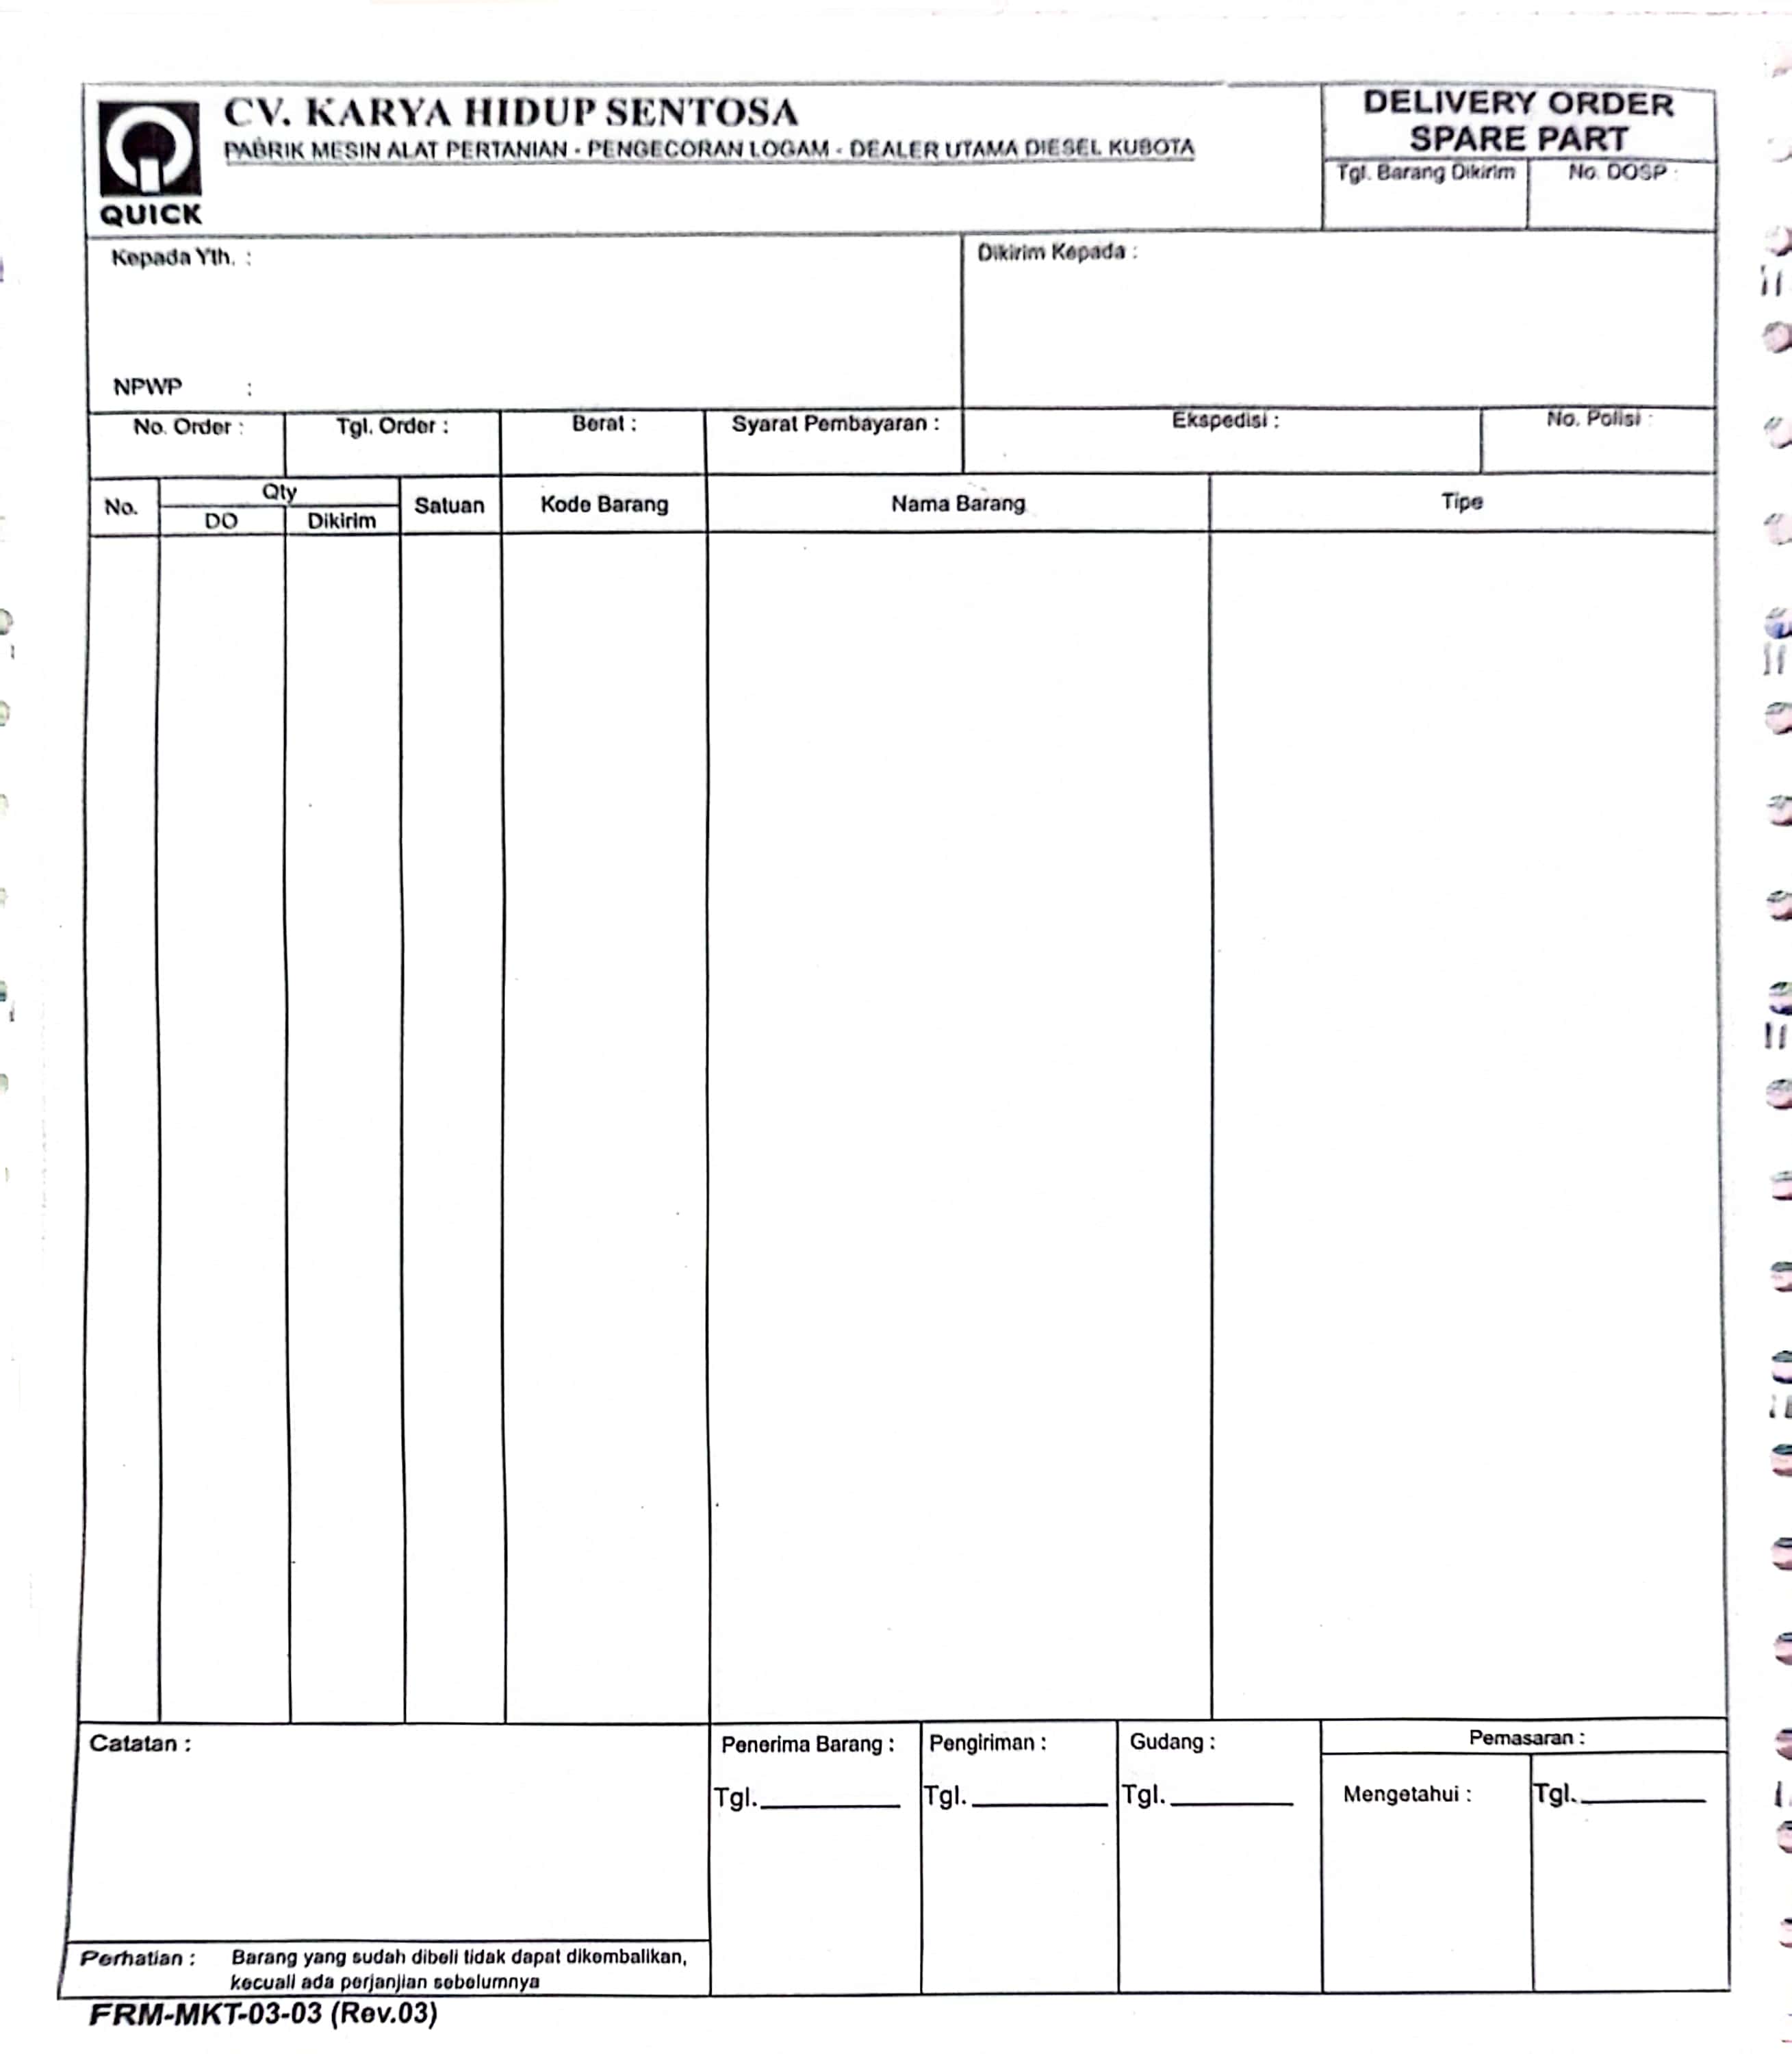 CV. KARYA HIDUP SENTOSA
PABRIK MESIN ALAT PERTANIAN - PENGECORAN LOGAM - DEALER UTAMA DIESEL KUBOTA
QUICK
DELIVERY ORDER
SPARE PART
Tgl. Barang Dikirim
No. DOSP :
Kepada Yth. :
NPWP :
Dikirim Kepada :
No. Order :
Tgl. Order :
Berat :
Syarat Pembayaran :
Ekspedisi :
No. Polisi :
No.
Qty
DO
Dikirim
Satuan
Kode Barang
Nama Barang
Tipe
Catatan :
Penerima Barang :
Tgl.
Pengiriman :
Tgl.
Gudang :
Tgl.
Pemasaran :
Mengetahui :
Tgl.
Perhatian : Barang yang sudah dibeli tidak dapat dikembalikan,
kecuali ada perjanjian sebelumnya
FRM-MKT-03-03 (Rev.03)